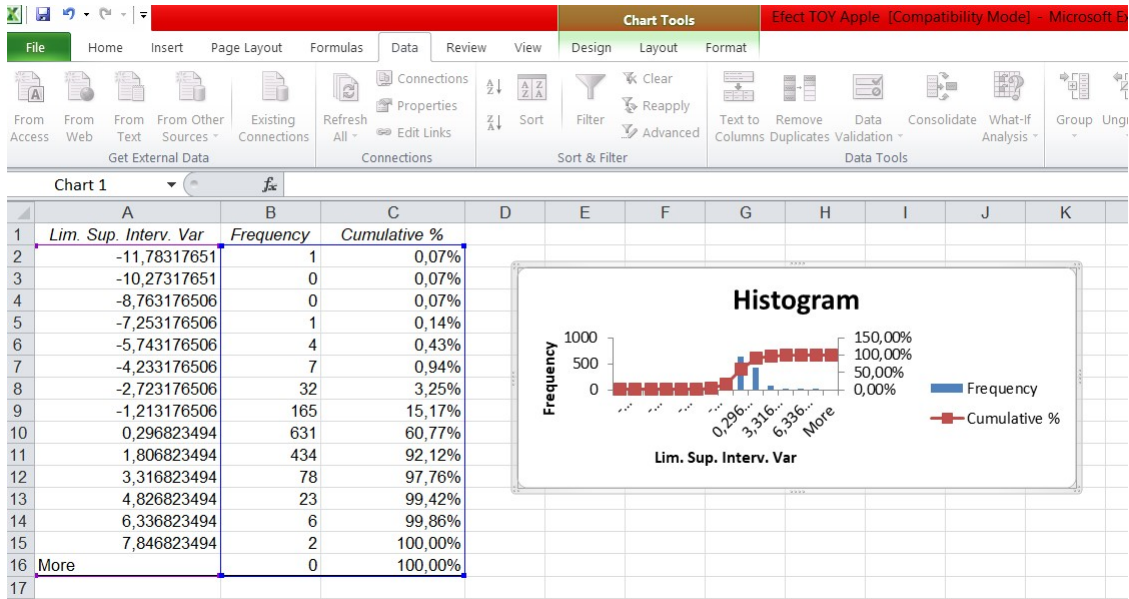 Chart Tools
Efect TOY Apple [Compatibility Mode] - Microsoft Ex
File Home Insert Page Layout Formulas Data Review View Design Layout Format
From Access
From Web
From Text
From Other Sources
Existing Connections
Get External Data
Refresh All
Connections
Properties
Edit Links
Connections
Sort
Filter
Clear
Reapply
Advanced
Sort & Filter
Text to Columns
Remove Duplicates
Data Validation
Consolidate
What-If Analysis
Data Tools
Group
Chart 1 fx
A B C D E F G H I J K
1 Lim. Sup. Interv. Var Frequency Cumulative %
2 -11,78317651 1 0,07%
3 -10,27317651 0 0,07%
4 -8,763176506 0 0,07%
5 -7,253176506 1 0,14%
6 -5,743176506 4 0,43%
7 -4,233176506 7 0,94%
8 -2,723176506 32 3,25%
9 -1,213176506 165 15,17%
10 0,296823494 631 60,77%
11 1,806823494 434 92,12%
12 3,316823494 78 97,76%
13 4,826823494 23 99,42%
14 6,336823494 6 99,86%
15 7,846823494 2 100,00%
16 More 0 100,00%
17
Histogram
Frequency
1000
500
0
150,00%
100,00%
50,00%
0,00%
-...
-...
-...
-...
0,296...
3,316...
6,336...
More
Lim. Sup. Interv. Var
Frequency
Cumulative %